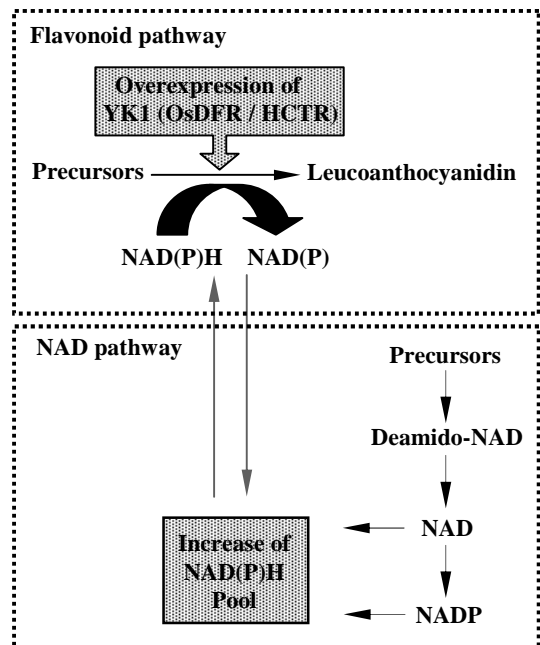 Flavonoid pathway
Overexpression of
YK1 (OsDFR / HCTR)
Precursors
Leucoanthocyanidin
NAD(P)H
NAD(P)
NAD pathway
Precursors
Deamido-NAD
NAD
Increase of
NAD(P)H
Pool
NADP